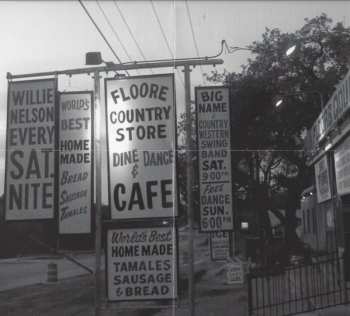 WILLIE
NELSON
EVERY
SAT.
NITE
WORLD'S
BEST
HOME
MADE
BREAD
SAUSAGE
TAMALES
FLOORE
COUNTRY
STORE
DINE DANCE
&
CAFE
World's Best
HOME MADE
TAMALES
SAUSAGE
& BREAD
BIG
NAME
COUNTRY
WESTERN
SWING
BAND
SAT.
9:00
FREE
DANCE
SUN.
6:00